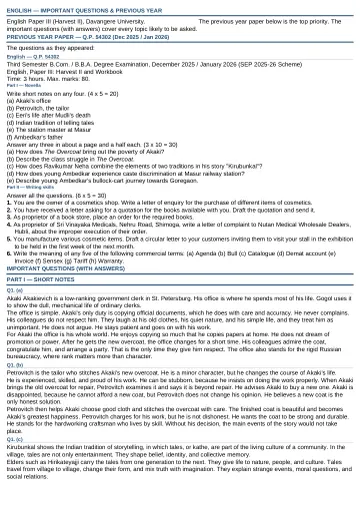 ENGLISH — IMPORTANT QUESTIONS & PREVIOUS YEAR
English Paper III (Harvest II), Davangere University. The previous year paper below is the top priority. The
important questions (with answers) cover every topic likely to be asked.
PREVIOUS YEAR PAPER — Q.P. 54302 (Dec 2025 / Jan 2026)
The questions as they appeared:
English — Q.P. 54302
Third Semester B.Com. / B.B.A. Degree Examination, December 2025 / January 2026 (SEP 2025-26 Scheme)
English, Paper III: Harvest II and Workbook
Time: 3 hours. Max. marks: 80.
Part I — Novella
Write short notes on any four. (4 x 5 = 20)
(a) Akaki's office
(b) Petrovitch, the tailor
(c) Eeri's life after Mudli's death
(d) Indian tradition of telling tales
(e) The station master at Masur
(f) Ambedkar's father
Answer any three in about a page and a half each. (3 x 10 = 30)
(a) How does The Overcoat bring out the poverty of Akaki?
(b) Describe the class struggle in The Overcoat.
(c) How does Ravikumar Neha combine the elements of two traditions in his story "Kirubunkal"?
(d) How does young Ambedkar experience caste discrimination at Masur railway station?
(e) Describe young Ambedkar's bullock-cart journey towards Goregaon.
Part II — Writing skills
Answer all the questions. (6 x 5 = 30)
1. You are the owner of a cosmetics shop. Write a letter of enquiry for the purchase of different items of cosmetics.
2. You have received a letter asking for a quotation for the books available with you. Draft the quotation and send it.
3. As proprietor of a book store, place an order for the required books.
4. As proprietor of Sri Vinayaka Medicals, Nehru Road, Shimoga, write a letter of complaint to Nutan Medical Wholesale Dealers,
Hubli, about the improper execution of their order.
5. You manufacture various cosmetic items. Draft a circular letter to your customers inviting them to visit your stall in the exhibition
to be held in the first week of the next month.
6. Write the meaning of any five of the following commercial terms: (a) Agenda (b) Bull (c) Catalogue (d) Demat account (e)
Invoice (f) Senses, (g) Tariff (h) Warranty.
IMPORTANT QUESTIONS (WITH ANSWERS)
PART I — SHORT NOTES
Q1. (a)
Akaki Akakievich is a low-ranking government clerk in St. Petersburg. His office is where he spends most of his life. Gogol uses it
to show the dull, mechanical life of ordinary clerks.
The office is simple. Akaki's only duty is copying official documents, which he does with care and accuracy. He never complains.
His colleagues do not respect him. They laugh at his old clothes, his quiet nature, and his simple life, and they treat him as
unimportant. He does not argue. He stays patient and goes on with his work.
For Akaki the office is his whole world. He enjoys copying so much that he copies papers at home. He does not dream of
promotion or power. After he gets the new overcoat, the office changes for a short time. His colleagues admire the coat,
congratulate him, and arrange a party. That is the only time they give him respect. The office also stands for the rigid Russian
bureaucracy, where rank matters more than character.
Q1. (b)
Petrovitch is the tailor who stitches Akaki's new overcoat. He is a minor character, but he changes the course of Akaki's life.
He is experienced, skilled, and proud of his work. He can be stubborn, because he insists on doing the work properly. When Akaki
brings the old overcoat for repair, Petrovitch examines it and says it is beyond repair. He advises Akaki to buy a new one. Akaki is
disappointed, because he cannot afford a new coat, but Petrovitch does not change his opinion. He believes a new coat is the
only honest solution.
Petrovitch then helps Akaki choose good cloth and stitches the overcoat with care. The finished coat is beautiful and becomes
Akaki's greatest happiness. Petrovitch charges for his work, but he is not dishonest. He wants the coat to be strong and durable.
He stands for the hardworking craftsman who lives by skill. Without his decision, the main events of the story would not take
place.
Q1. (c)
Kirubunkal shows the Indian tradition of storytelling, in which tales, or kathe, are part of the living culture of a community. In the
village, tales are not only entertainment. They shape belief, identity, and collective memory.
Elders such as Hirikateyagi carry the tales from one generation to the next. They give life to nature, people, and culture. Tales
travel from village to village, change their form, and mix truth with imagination. They explain strange events, moral questions, and
social relations.